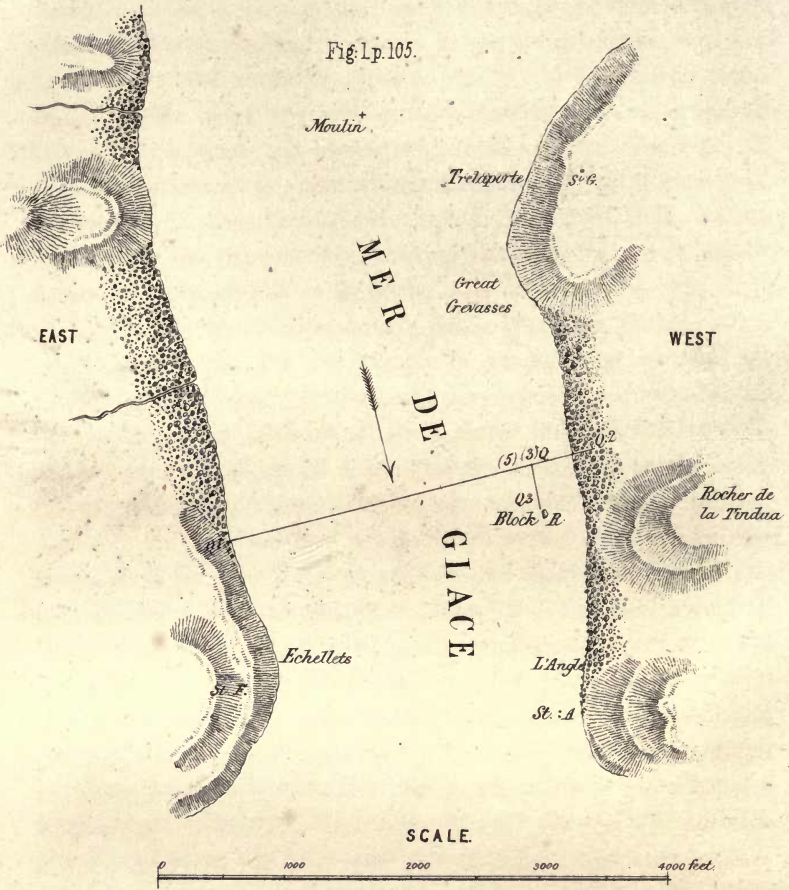 Fig: 1 p. 105.
Moulin
Trelaporte
St. G.
MER DE GLACE
Great
Crevasses
EAST
WEST
Q.2
(5) (3) Q
Q3
Block R
Rocher de
la Tindua
Q1
Echellets
St. F.
L'Angle
St. : A
SCALE.
0 1000 2000 3000 4000 feet.